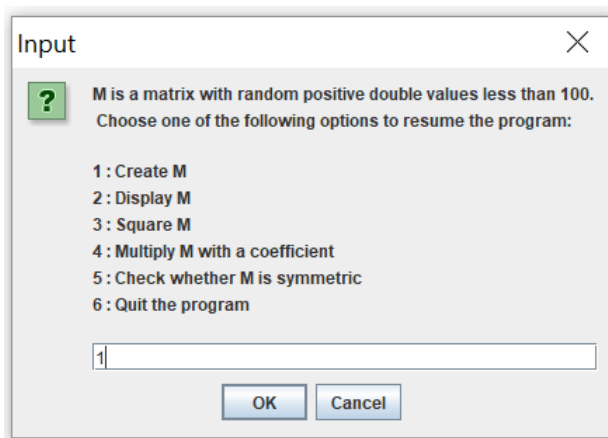 Input
?
M is a matrix with random positive double values less than 100.
Choose one of the following options to resume the program:
1 : Create M
2 : Display M
3 : Square M
4 : Multiply M with a coefficient
5 : Check whether M is symmetric
6 : Quit the program
1
OK Cancel